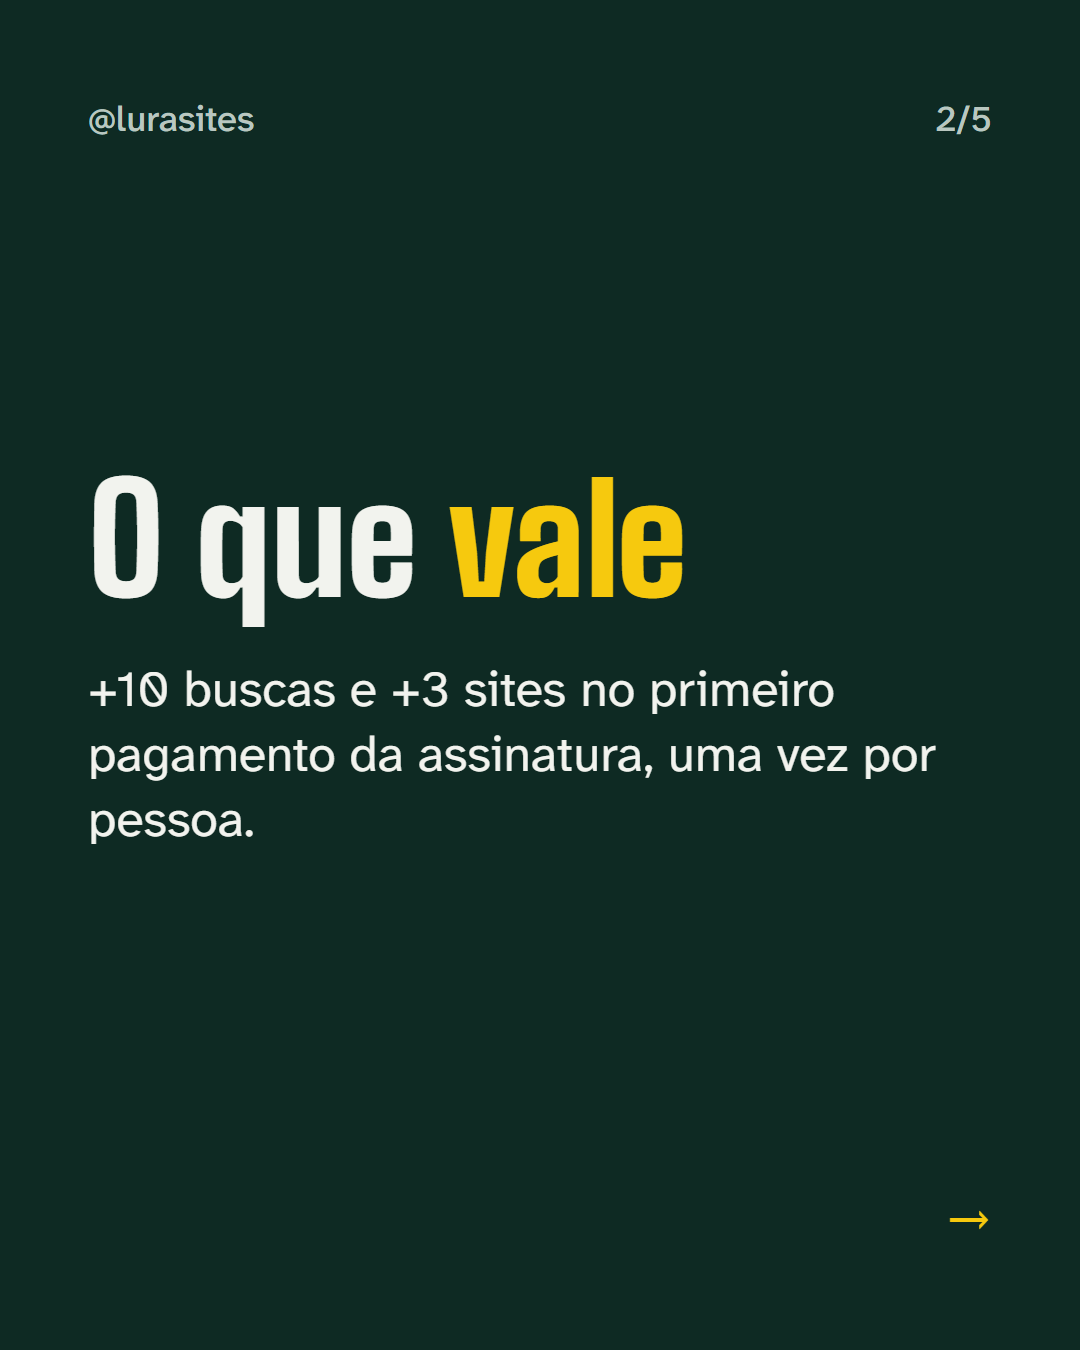 @lurasites
2/5
O que vale
+10 buscas e +3 sites no primeiro
pagamento da assinatura, uma vez por
pessoa.
→